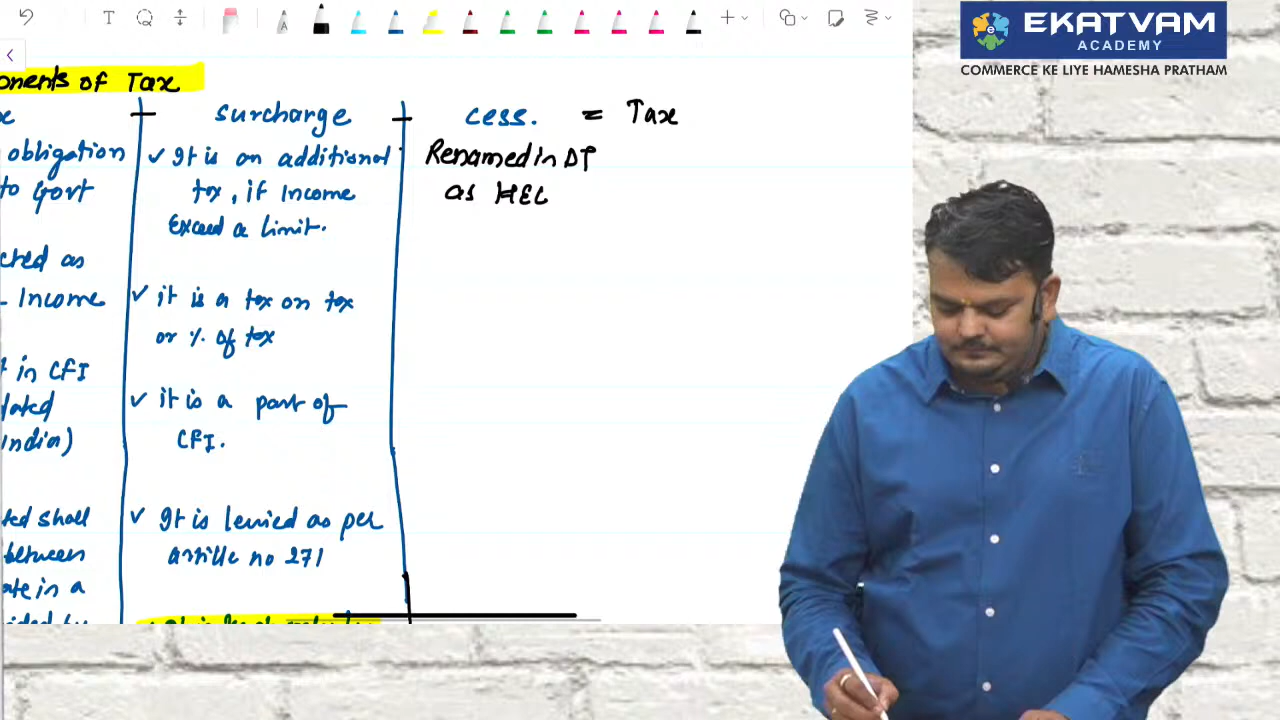 EKATVAM
ACADEMY
COMMERCE KE LIYE HAMESHA PRATHAM
onents of Tax
+ surcharge + cess. = Tax
obligation
to Govt
cted as
- Income
t in CFI
dated
India)
ted shall
between
ate in a
✓ It is an additional
tax, if Income
Exceed a limit.
✓ it is a tax on tax
or % of tax
✓ it is a part of
CFI.
✓ It is levied as per
article no 271
Renamed in DT
as HEC